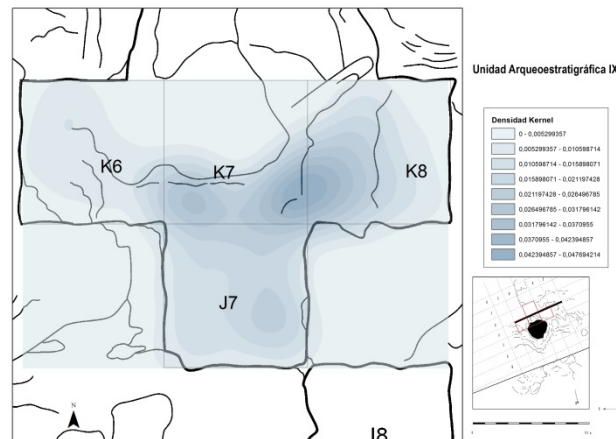 Unidad Arqueoestratigráfica IX
Densidad Kernel
0 - 0,005299357
0,005299357 - 0,010598714
0,010598714 - 0,015898071
0,015898071 - 0,021197428
0,021197428 - 0,026496785
0,026496785 - 0,031796142
0,031796142 - 0,0370955
0,0370955 - 0,042394857
0,042394857 - 0,047694214
K6
K7
K8
J7
N